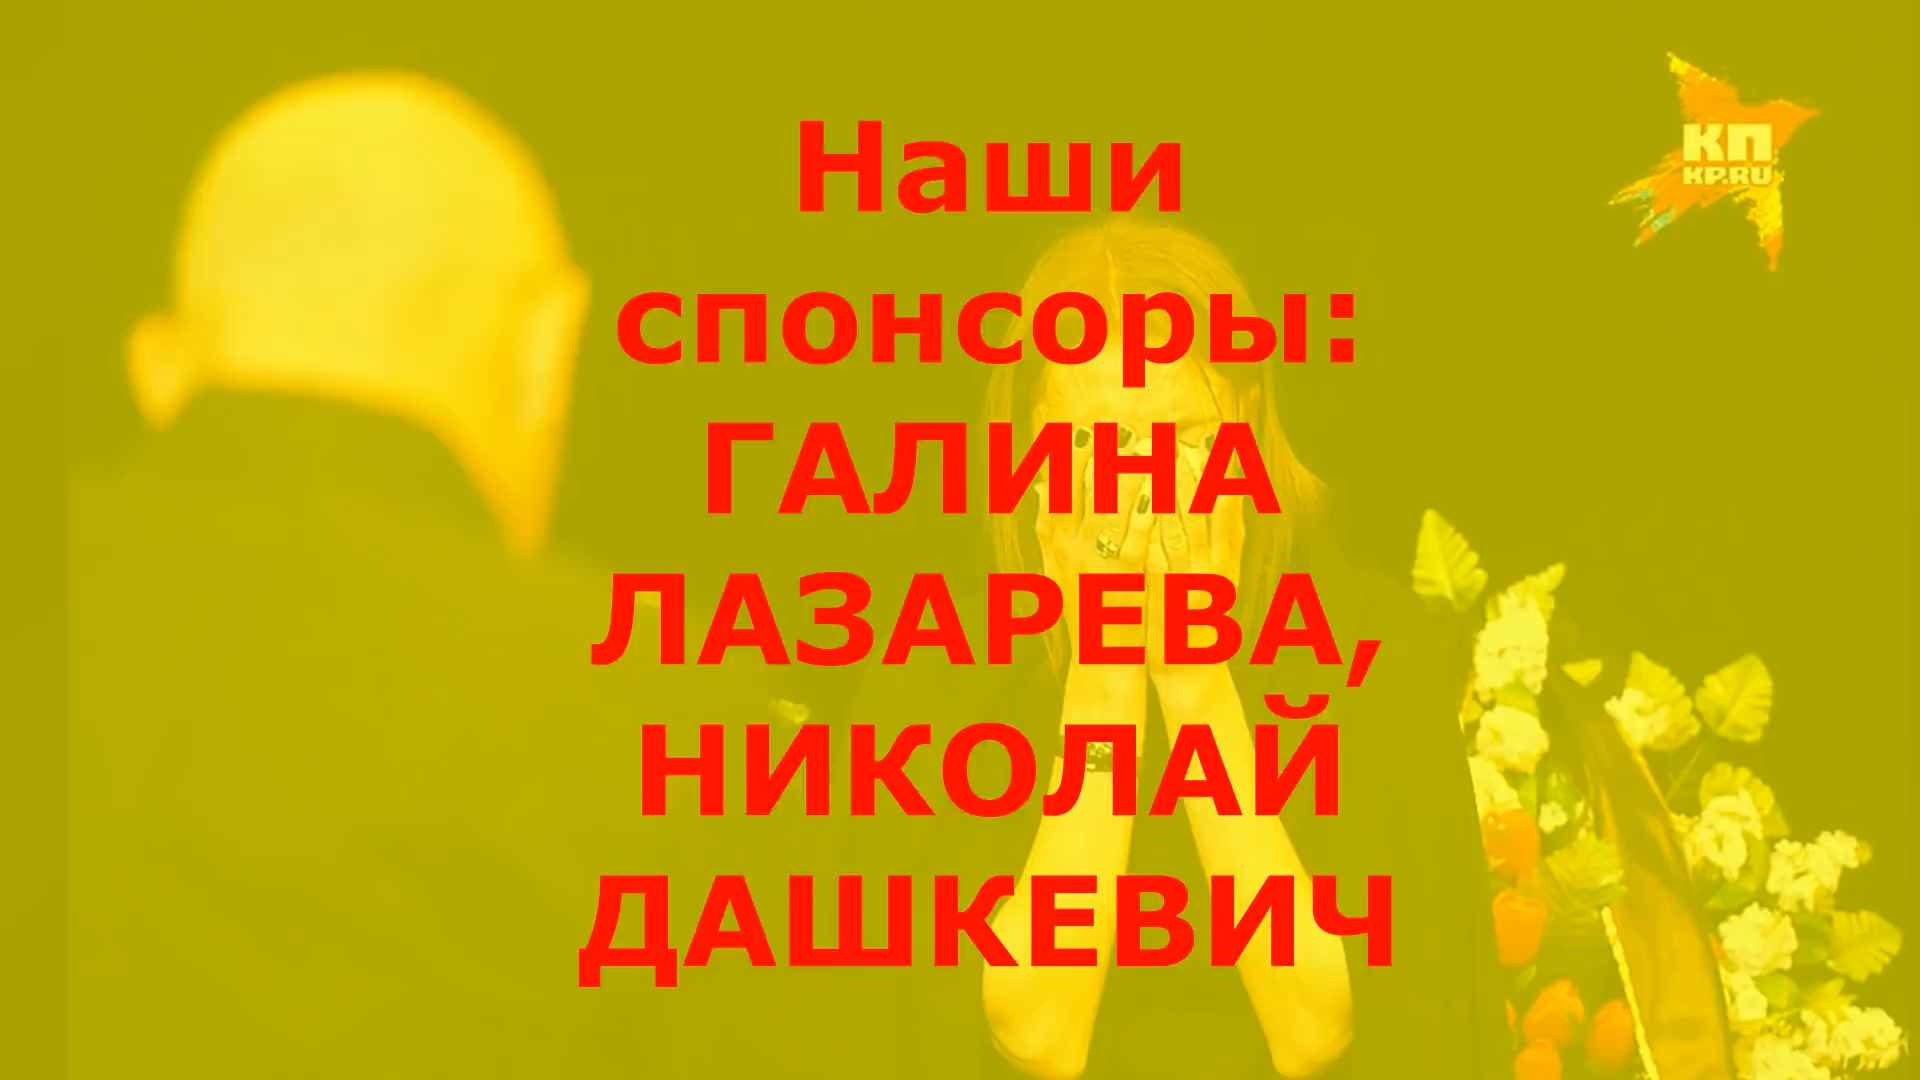 Наши
спонсоры:
ГАЛИНА
ЛАЗАРЕВА,
НИКОЛАЙ
ДАШКЕВИЧ
КП
KP.RU